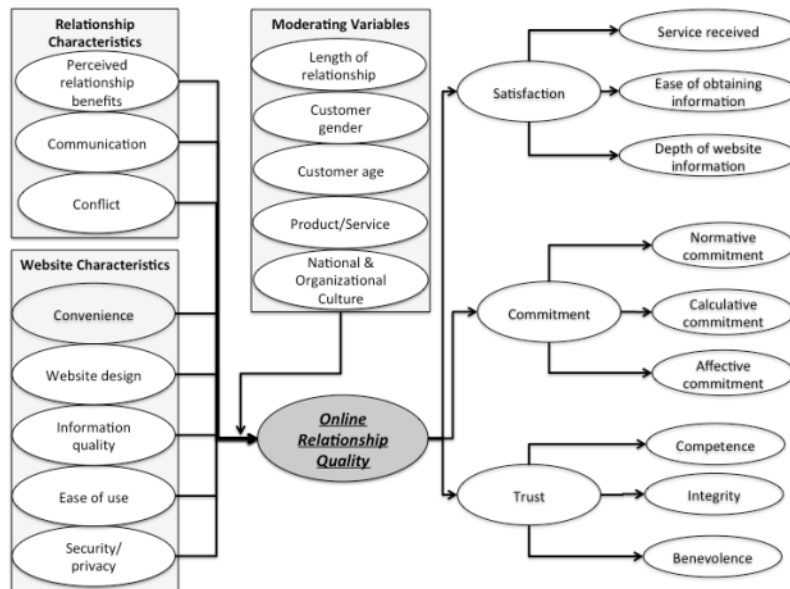 Relationship
Characteristics
Perceived
relationship
benefits
Communication
Conflict
Website Characteristics
Convenience
Website design
Information
quality
Ease of use
Security/
privacy
Moderating Variables
Length of
relationship
Customer
gender
Customer age
Product/Service
National &
Organizational
Culture
Online
Relationship
Quality
Satisfaction
Service received
Ease of obtaining
information
Depth of website
information
Commitment
Normative
commitment
Calculative
commitment
Affective
commitment
Trust
Competence
Integrity
Benevolence